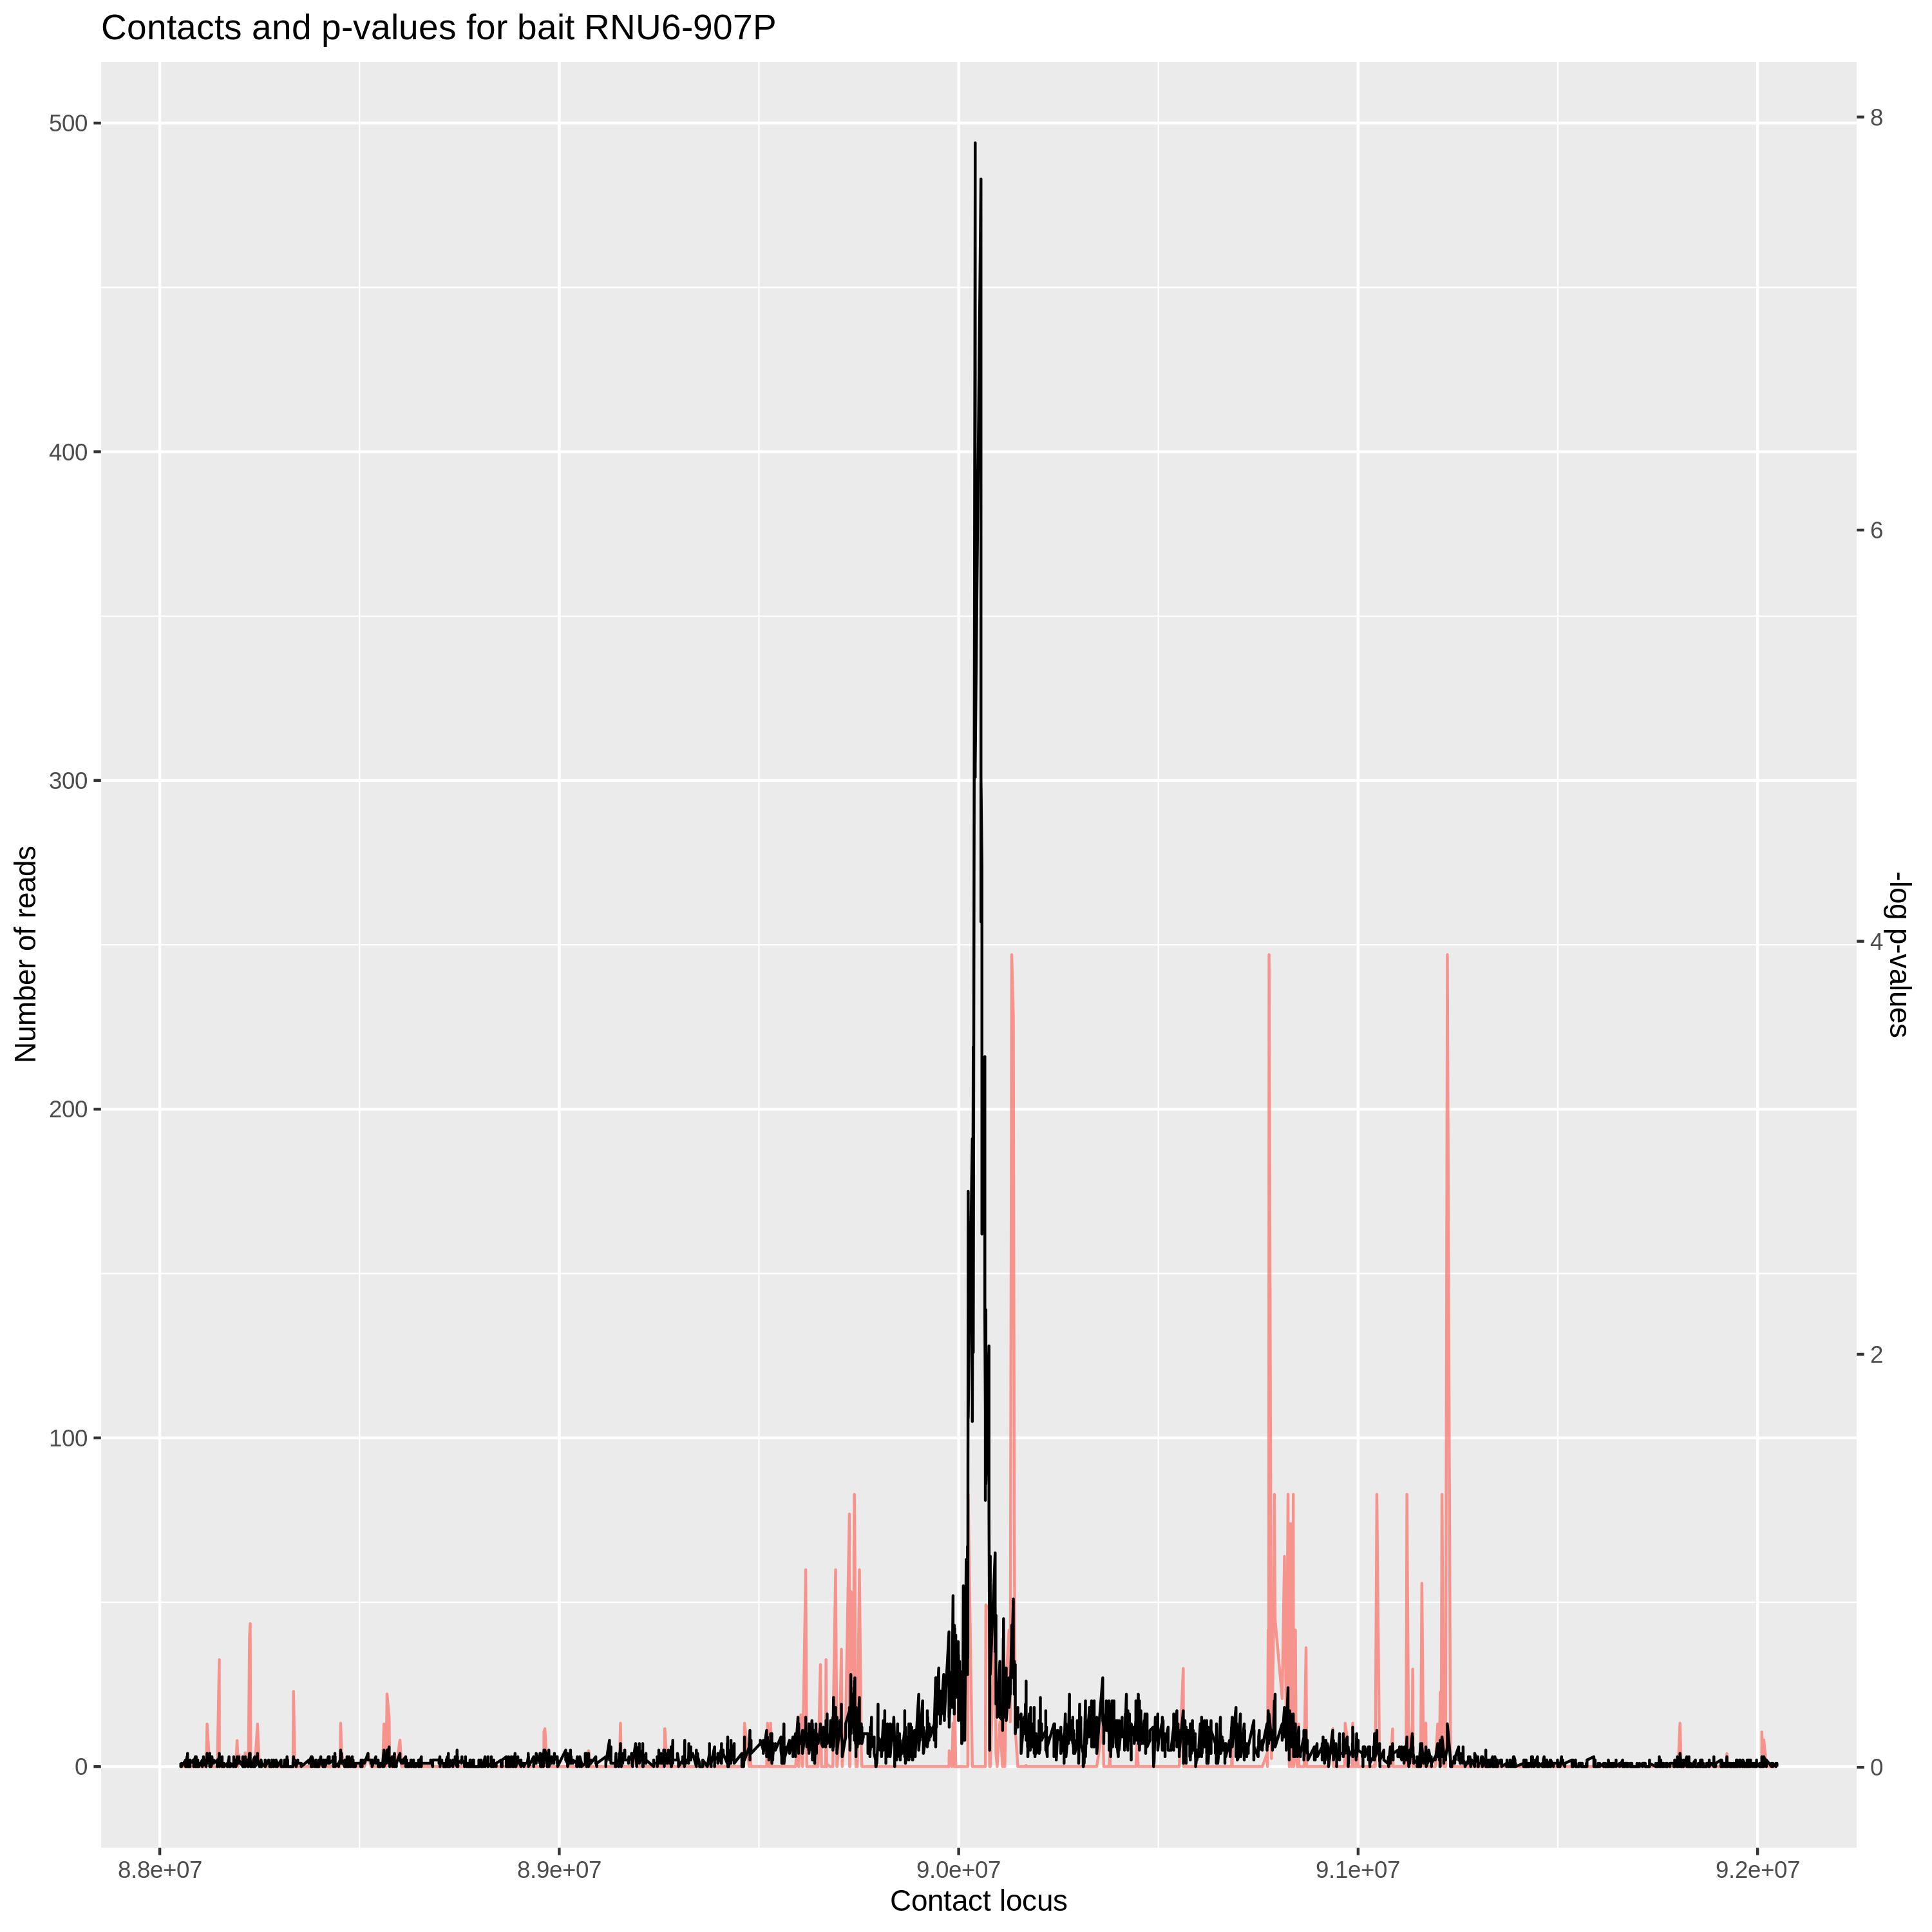 Contacts and p-values for bait RNU6-907P
500
400
300
200
100
0
Number of reads
8
6
4
2
0
-log p-values
8.8e+07
8.9e+07
9.0e+07
9.1e+07
9.2e+07
Contact locus